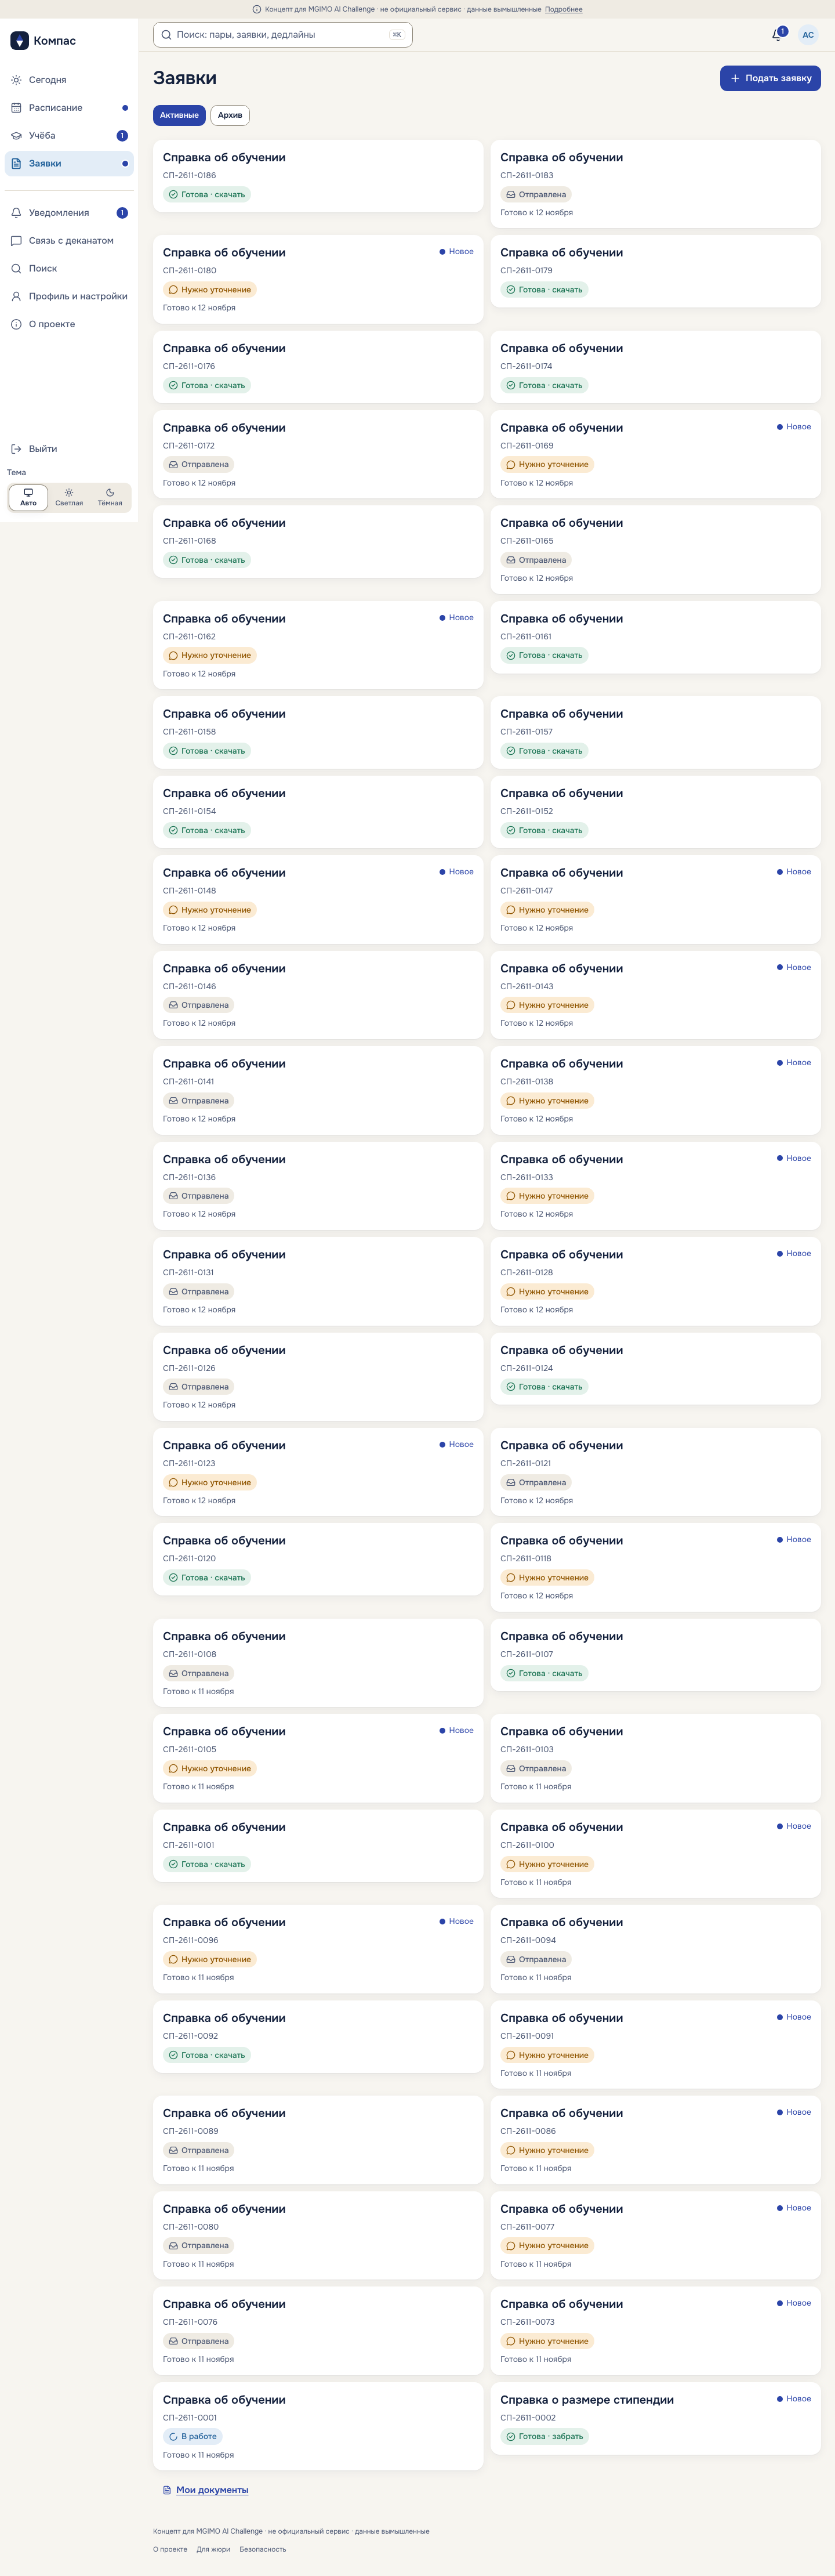 Концепт для MGIMO AI Challenge · не официальный сервис · данные вымышленные Подробнее
Компас
Сегодня
Расписание
Учёба 1
Заявки
Уведомления 1
Связь с деканатом
Поиск
Профиль и настройки
О проекте
Выйти
Тема
Авто Светлая Тёмная
Поиск: пары, заявки, дедлайны ⌘K
1 АС
Заявки
Подать заявку
Активные Архив
Справка об обучении
СП-2611-0186
Готова · скачать
Справка об обучении
СП-2611-0183
Отправлена
Готово к 12 ноября
Справка об обучении Новое
СП-2611-0180
Нужно уточнение
Готово к 12 ноября
Справка об обучении
СП-2611-0179
Готова · скачать
Справка об обучении
СП-2611-0176
Готова · скачать
Справка об обучении
СП-2611-0174
Готова · скачать
Справка об обучении
СП-2611-0172
Отправлена
Готово к 12 ноября
Справка об обучении Новое
СП-2611-0169
Нужно уточнение
Готово к 12 ноября
Справка об обучении
СП-2611-0168
Готова · скачать
Справка об обучении
СП-2611-0165
Отправлена
Готово к 12 ноября
Справка об обучении Новое
СП-2611-0162
Нужно уточнение
Готово к 12 ноября
Справка об обучении
СП-2611-0161
Готова · скачать
Справка об обучении
СП-2611-0158
Готова · скачать
Справка об обучении
СП-2611-0157
Готова · скачать
Справка об обучении
СП-2611-0154
Готова · скачать
Справка об обучении
СП-2611-0152
Готова · скачать
Справка об обучении Новое
СП-2611-0148
Нужно уточнение
Готово к 12 ноября
Справка об обучении Новое
СП-2611-0147
Нужно уточнение
Готово к 12 ноября
Справка об обучении
СП-2611-0146
Отправлена
Готово к 12 ноября
Справка об обучении Новое
СП-2611-0143
Нужно уточнение
Готово к 12 ноября
Справка об обучении
СП-2611-0141
Отправлена
Готово к 12 ноября
Справка об обучении Новое
СП-2611-0138
Нужно уточнение
Готово к 12 ноября
Справка об обучении
СП-2611-0136
Отправлена
Готово к 12 ноября
Справка об обучении Новое
СП-2611-0133
Нужно уточнение
Готово к 12 ноября
Справка об обучении
СП-2611-0131
Отправлена
Готово к 12 ноября
Справка об обучении Новое
СП-2611-0128
Нужно уточнение
Готово к 12 ноября
Справка об обучении
СП-2611-0126
Отправлена
Готово к 12 ноября
Справка об обучении
СП-2611-0124
Готова · скачать
Справка об обучении Новое
СП-2611-0123
Нужно уточнение
Готово к 12 ноября
Справка об обучении
СП-2611-0121
Отправлена
Готово к 12 ноября
Справка об обучении
СП-2611-0120
Готова · скачать
Справка об обучении Новое
СП-2611-0118
Нужно уточнение
Готово к 12 ноября
Справка об обучении
СП-2611-0108
Отправлена
Готово к 11 ноября
Справка об обучении
СП-2611-0107
Готова · скачать
Справка об обучении Новое
СП-2611-0105
Нужно уточнение
Готово к 11 ноября
Справка об обучении
СП-2611-0103
Отправлена
Готово к 11 ноября
Справка об обучении
СП-2611-0101
Готова · скачать
Справка об обучении Новое
СП-2611-0100
Нужно уточнение
Готово к 11 ноября
Справка об обучении Новое
СП-2611-0096
Нужно уточнение
Готово к 11 ноября
Справка об обучении
СП-2611-0094
Отправлена
Готово к 11 ноября
Справка об обучении
СП-2611-0092
Готова · скачать
Справка об обучении Новое
СП-2611-0091
Нужно уточнение
Готово к 11 ноября
Справка об обучении
СП-2611-0089
Отправлена
Готово к 11 ноября
Справка об обучении Новое
СП-2611-0086
Нужно уточнение
Готово к 11 ноября
Справка об обучении
СП-2611-0080
Отправлена
Готово к 11 ноября
Справка об обучении Новое
СП-2611-0077
Нужно уточнение
Готово к 11 ноября
Справка об обучении
СП-2611-0076
Отправлена
Готово к 11 ноября
Справка об обучении Новое
СП-2611-0073
Нужно уточнение
Готово к 11 ноября
Справка об обучении
СП-2611-0001
В работе
Готово к 11 ноября
Справка о размере стипендии Новое
СП-2611-0002
Готова · забрать
Мои документы
Концепт для MGIMO AI Challenge · не официальный сервис · данные вымышленные
О проекте Для жюри Безопасность